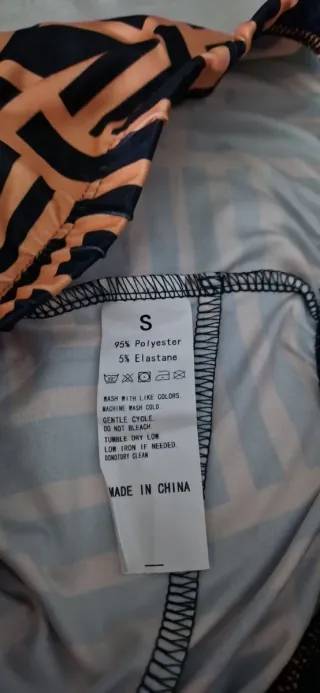 S
95% Polyester
5% Elastane
WASH WITH LIKE COLORS.
MACHINE WASH COLD.
GENTLE CYCLE.
DO NOT BLEACH.
TUMBLE DRY LOW
LOW IRON IF NEEDED.
DONOTDRY CLEAN
MADE IN CHINA